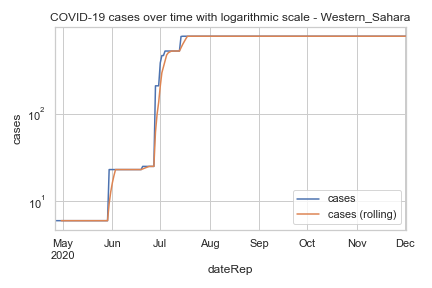 COVID-19 cases over time with logarithmic scale - Western_Sahara
cases
10²
10¹
cases
cases (rolling)
May Jun Jul Aug Sep Oct Nov Dec
2020
dateRep